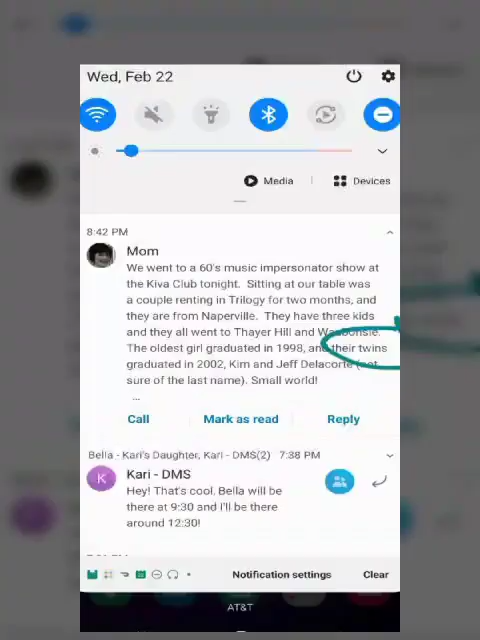 Wed, Feb 22
Media
Devices
8:42 PM
Mom
We went to a 60's music impersonator show at
the Kiva Club tonight. Sitting at our table was
a couple renting in Trilogy for two months, and
they are from Naperville. They have three kids
and they all went to Thayer Hill and Waubonsie.
The oldest girl graduated in 1998, and their twins
graduated in 2002, Kim and Jeff Delacorte (not
sure of the last name). Small world!
...
Call Mark as read Reply
Bella - Kari's Daughter, Kari - DMS(2) 7:38 PM
K
Kari - DMS
Hey! That's cool. Bella will be
there at 9:30 and I'll be there
around 12:30!
Notification settings Clear
AT&T